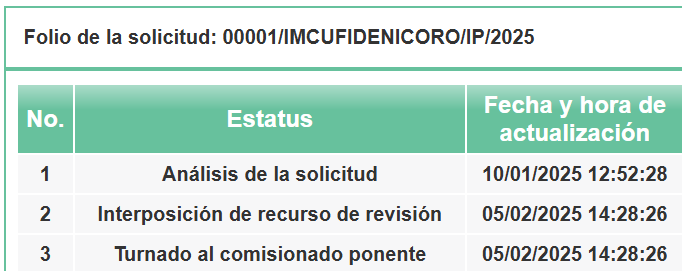 Folio de la solicitud: 00001/IMCUFIDENICORO/IP/2025
No. Estatus Fecha y hora de
actualización
1 Análisis de la solicitud 10/01/2025 12:52:28
2 Interposición de recurso de revisión 05/02/2025 14:28:26
3 Turnado al comisionado ponente 05/02/2025 14:28:26